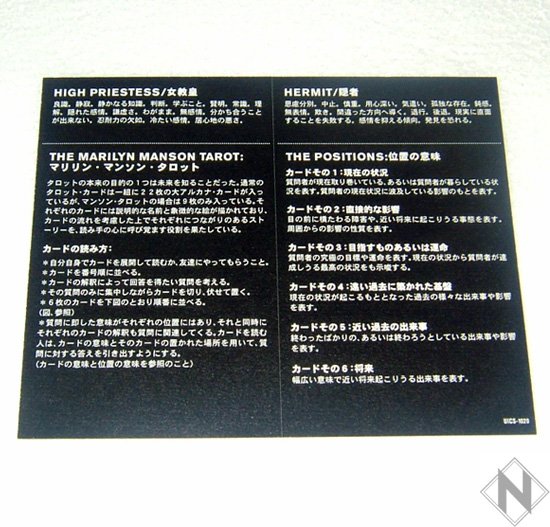 HIGH PRIESTESS/女教皇
良識。静寂。静かなる知識。判断。学ぶこと。賢明。常識。理
解。隠れた感情。謙虚さ。わがまま。無感情。分かち合うこと
が出来ない。忍耐力の欠如。冷たい感情。居心地の悪さ。
HERMIT/隠者
思慮分別。中止。慎重。用心深い。気遣い。孤独な存在。鈍感。
無表情。欺き。間違った方向へ導く。退行。後退。現実に直面
することを失敗する。感情を抑える傾向。発見を恐れる。
THE MARILYN MANSON TAROT:
マリリン・マンソン・タロット
タロットの本来の目的の1つは未来を知ることだった。通常の
タロット・カードは一組に22枚の大アルカナ・カードが入っ
ているが、マンソン・タロットの場合は9枚のみ入っている。そ
れぞれのカードには説明的な名前と象徴的な絵が描かれており、
カードの流れを考慮した上でそれぞれにつながりのあるスト
ーリーを、読み手の心に呼び覚ます役割を果たしている。
カードの読み方:
*自分自身でカードを展開して読むか、友達にやってもらうこと。
*カードを番号順に並べる。
*カードの解釈によって回答を得たい質問を考える。
*その質問のみに集中しながらカードを切り、伏せて置く。
*6枚のカードを下図のとおり順番に並べる。
(図、参照)
*質問に即した意味がそれぞれの位置にはあり、それと同時に
それぞれのカードの解釈も質問に関連してくる。カードを読む
人は、カードの意味とそのカードの置かれた場所を用いて、質
問に対する答えを引き出すようにする。
(カードの意味と位置の意味を参照のこと)
THE POSITIONS:位置の意味
カードその1:現在の状況
質問者が現在取り巻いている、あるいは質問者が暮らしている状
況を表す。質問者の現在状況に波及している影響のもとを表す。
カードその2:直接的な影響
目の前に横たわる障害や、近い将来に起こりうる事態を表す。
周囲からの影響の性質を表す。
カードその3:目指すものあるいは運命
質問者の究極の目標や運命を表す。現在の状況から質問者が達
成しうる最高の状況をも示唆する。
カードその4:遠い過去に築かれた基盤
現在の状況が起こるもととなった過去の様々な出来事や影響
を表す。
カードその5:近い過去の出来事
終わったばかりの、あるいは終わろうとしている出来事や影響
を表す。
カードその6:将来
幅広い意味で近い将来起こりうる出来事を表す。
UICS-1029
N